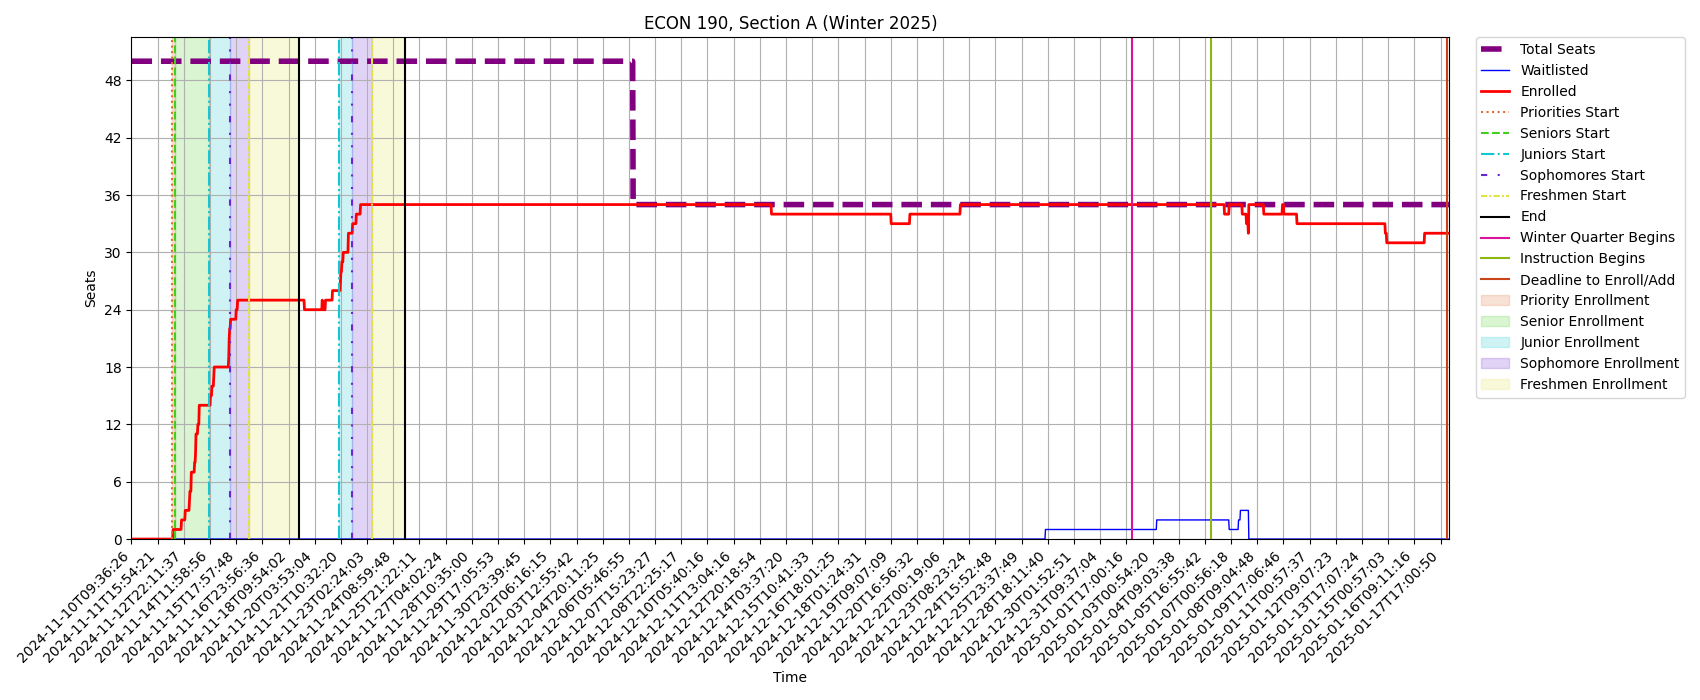 ECON 190, Section A (Winter 2025)
Seats
48
42
36
30
24
18
12
6
0
2024-11-10T09:36:26
2024-11-11T15:54:21
2024-11-12T22:11:37
2024-11-14T11:58:56
2024-11-15T17:57:48
2024-11-16T23:56:36
2024-11-18T09:54:02
2024-11-20T03:53:04
2024-11-21T10:32:20
2024-11-23T02:24:03
2024-11-24T08:59:48
2024-11-25T21:22:11
2024-11-27T04:02:24
2024-11-28T10:35:00
2024-11-29T17:05:53
2024-11-30T23:39:45
2024-12-02T06:16:15
2024-12-03T12:55:42
2024-12-04T20:11:25
2024-12-06T05:46:55
2024-12-07T15:23:27
2024-12-08T22:25:17
2024-12-10T05:40:16
2024-12-11T13:04:16
2024-12-12T20:18:54
2024-12-14T03:37:20
2024-12-15T10:41:33
2024-12-16T18:01:25
2024-12-18T01:24:31
2024-12-19T09:07:09
2024-12-20T16:56:32
2024-12-22T00:19:06
2024-12-23T08:23:24
2024-12-24T15:52:48
2024-12-25T23:37:49
2024-12-28T18:11:40
2024-12-30T01:52:51
2024-12-31T09:37:04
2025-01-01T17:00:16
2025-01-03T00:54:20
2025-01-04T09:03:38
2025-01-05T16:55:42
2025-01-07T00:56:18
2025-01-08T09:04:48
2025-01-09T17:06:46
2025-01-11T00:57:37
2025-01-12T09:07:23
2025-01-13T17:07:24
2025-01-15T00:57:03
2025-01-16T09:11:16
2025-01-17T17:00:50
Time
Total Seats
Waitlisted
Enrolled
Priorities Start
Seniors Start
Juniors Start
Sophomores Start
Freshmen Start
End
Winter Quarter Begins
Instruction Begins
Deadline to Enroll/Add
Priority Enrollment
Senior Enrollment
Junior Enrollment
Sophomore Enrollment
Freshmen Enrollment